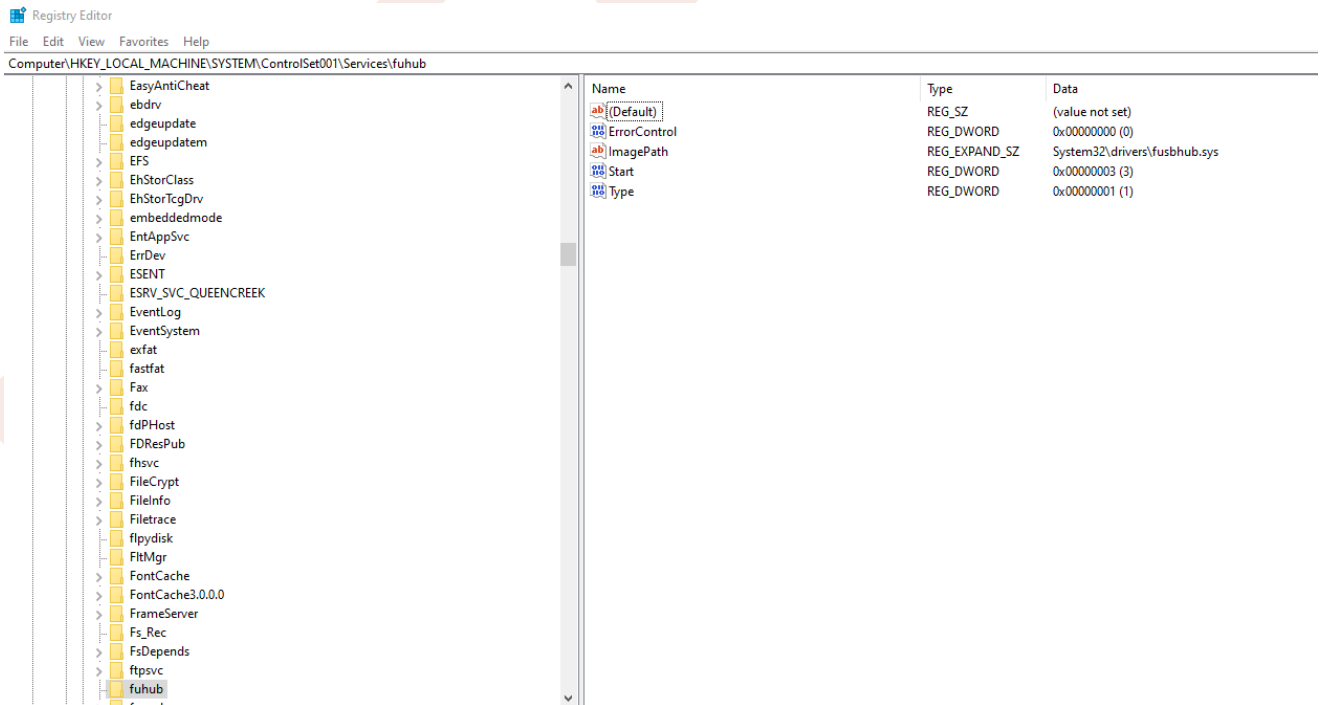 Registry Editor
File Edit View Favorites Help
Computer\HKEY_LOCAL_MACHINE\SYSTEM\ControlSet001\Services\fuhub
EasyAntiCheat
ebdrv
edgeupdate
edgeupdatem
EFS
EhStorClass
EhStorTcgDrv
embeddedmode
EntAppSvc
ErrDev
ESENT
ESRV_SVC_QUEENCREEK
EventLog
EventSystem
exfat
fastfat
Fax
fdc
fdPHost
FDResPub
fhsvc
FileCrypt
FileInfo
Filetrace
flpydisk
FltMgr
FontCache
FontCache3.0.0.0
FrameServer
Fs_Rec
FsDepends
ftpsvc
fuhub
Name Type Data
(Default) REG_SZ (value not set)
ErrorControl REG_DWORD 0x00000000 (0)
ImagePath REG_EXPAND_SZ System32\drivers\fusbhub.sys
Start REG_DWORD 0x00000003 (3)
Type REG_DWORD 0x00000001 (1)